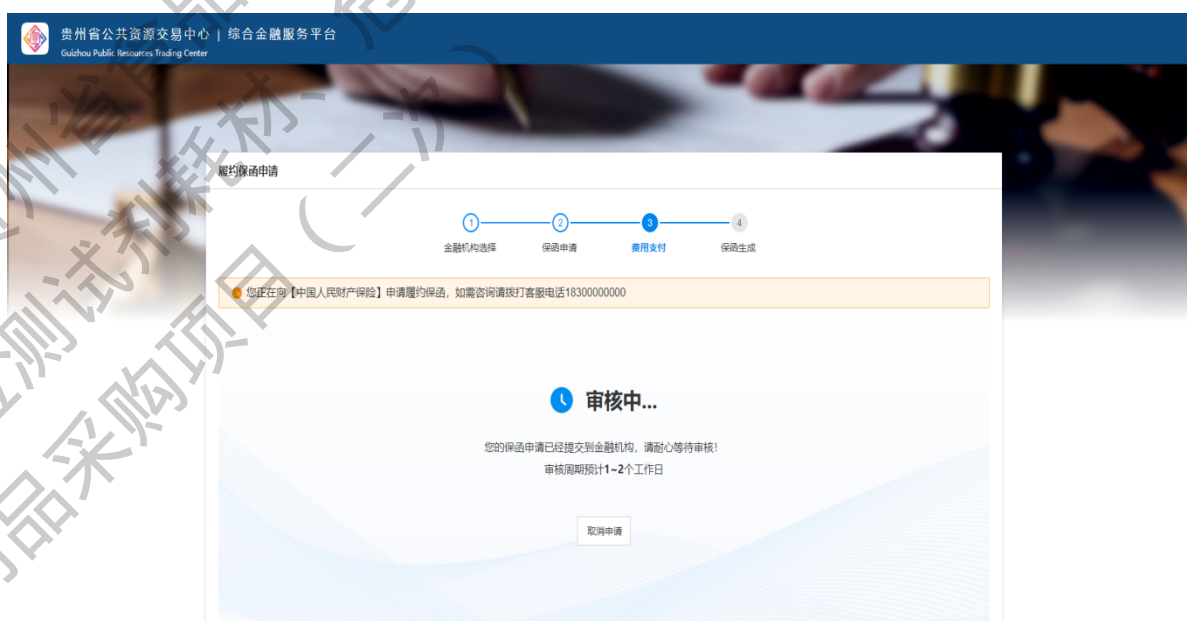 贵州省公共资源交易中心 | 综合金融服务平台
Guizhou Public Resources Trading Center
履约保函申请
1 2 3 4
金融机构选择 保函申请 费用支付 保函生成
您正在向【中国人民财产保险】申请履约保函，如需咨询请拨打客服电话18300000000
审核中...
您的保函申请已经提交到金融机构，请耐心等待审核！
审核周期预计1~2个工作日
取消申请
测试剂耗材、危
品采购项目（二次）